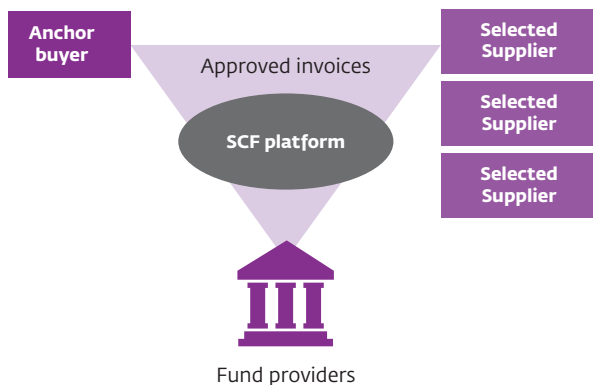 Anchor
buyer
Approved invoices
Selected
Supplier
SCF platform
Selected
Supplier
Selected
Supplier
Fund providers